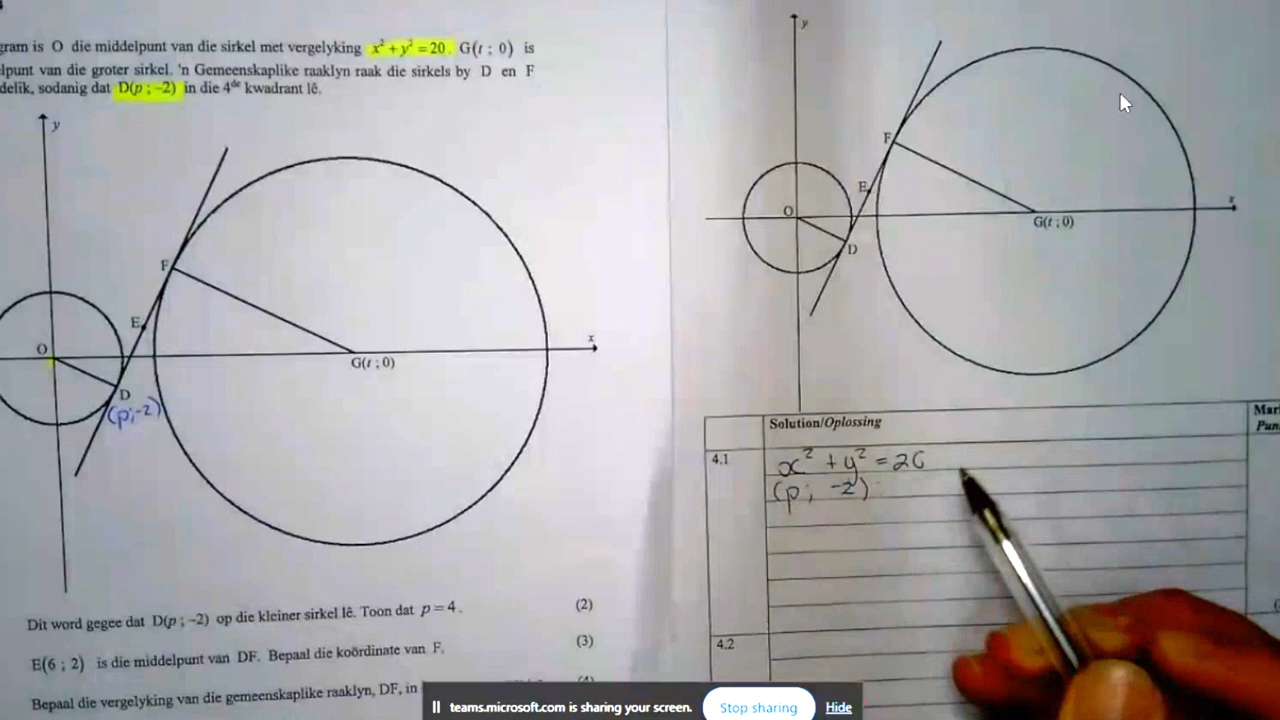 gram is O die middelpunt van die sirkel met vergelyking x² + y² = 20. G(t ; 0) is
lpunt van die groter sirkel. 'n Gemeenskaplike raaklyn raak die sirkels by D en F
delik, sodanig dat D(p ; −2) in die 4de kwadrant lê.
y
F
E
O
x
G(t ; 0)
D
(p; -2)
Dit word gegee dat D(p ; −2) op die kleiner sirkel lê. Toon dat p = 4. (2)
E(6 ; 2) is die middelpunt van DF. Bepaal die koördinate van F. (3)
Bepaal die vergelyking van die gemeenskaplike raaklyn, DF, in
y
F
E
O
x
G(t ; 0)
D
Solution/Oplossing
Mar
Pun
4.1
x² + y² = 20
(p; -2)
4.2
teams.microsoft.com is sharing your screen.
Stop sharing
Hide